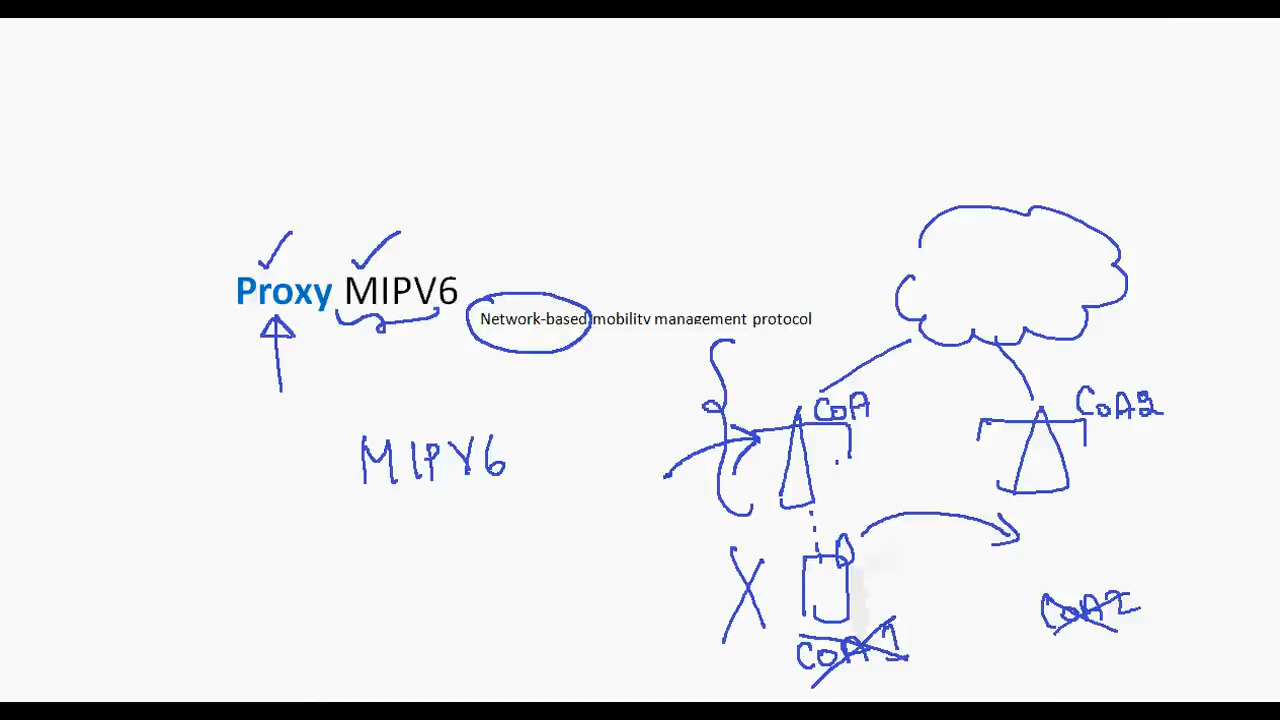 Proxy MIPV6
Network-based mobility management protocol
CoA
CoA2
MIPV6
X
CoA1
CoA2